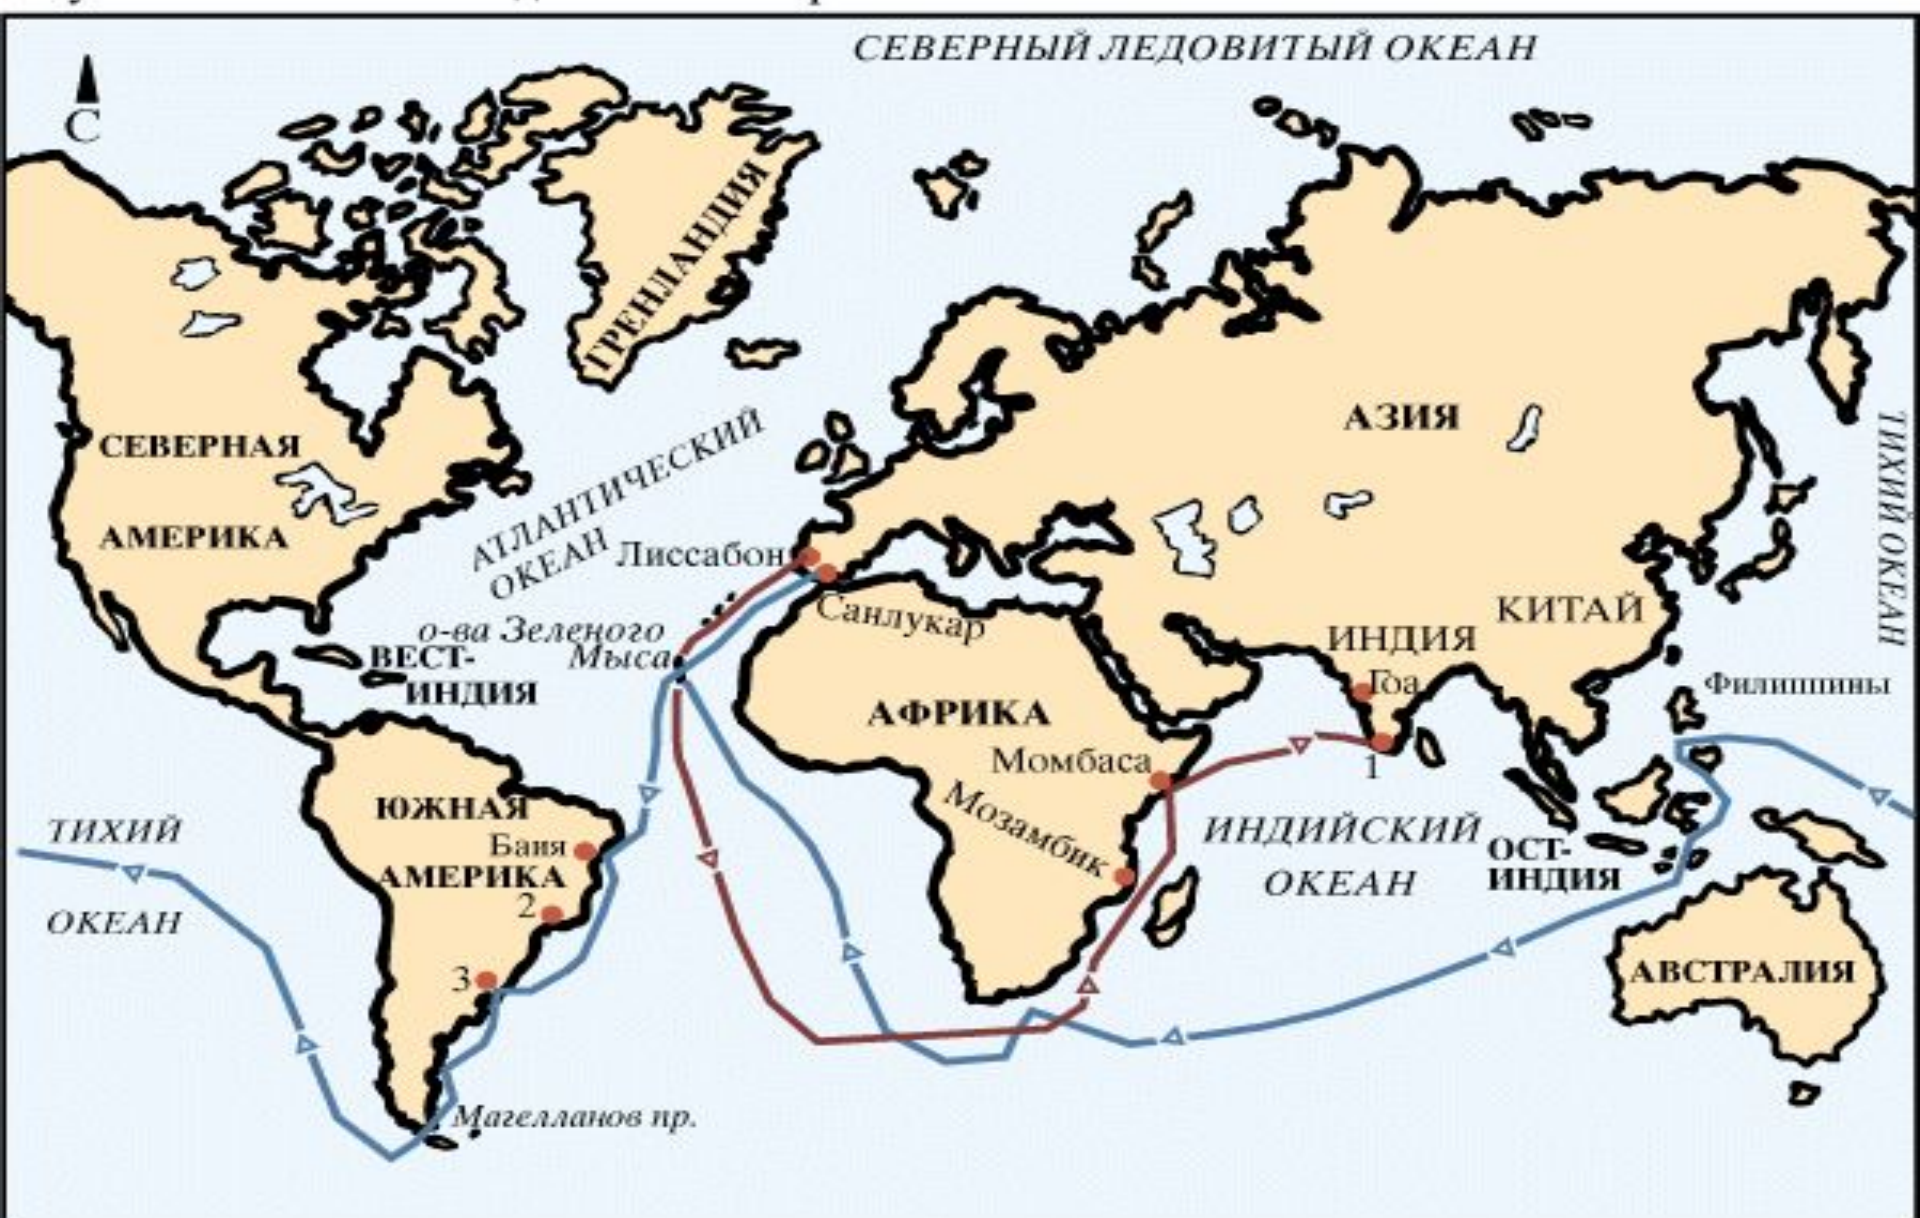 СЕВЕРНЫЙ ЛЕДОВИТЫЙ ОКЕАН
С
ГРЕНЛАНДИЯ
СЕВЕРНАЯ
АМЕРИКА
АТЛАНТИЧЕСКИЙ
ОКЕАН
АЗИЯ
ТИХИЙ ОКЕАН
Лиссабон
Санлукар
о-ва Зеленого
Мыса
ВЕСТ-
ИНДИЯ
КИТАЙ
ИНДИЯ
Гоа
Филиппины
АФРИКА
Момбаса
1
Мозамбик
ИНДИЙСКИЙ
ОКЕАН
ОСТ-
ИНДИЯ
ЮЖНАЯ
Баия
АМЕРИКА
2
3
ТИХИЙ
ОКЕАН
АВСТРАЛИЯ
Магелланов пр.